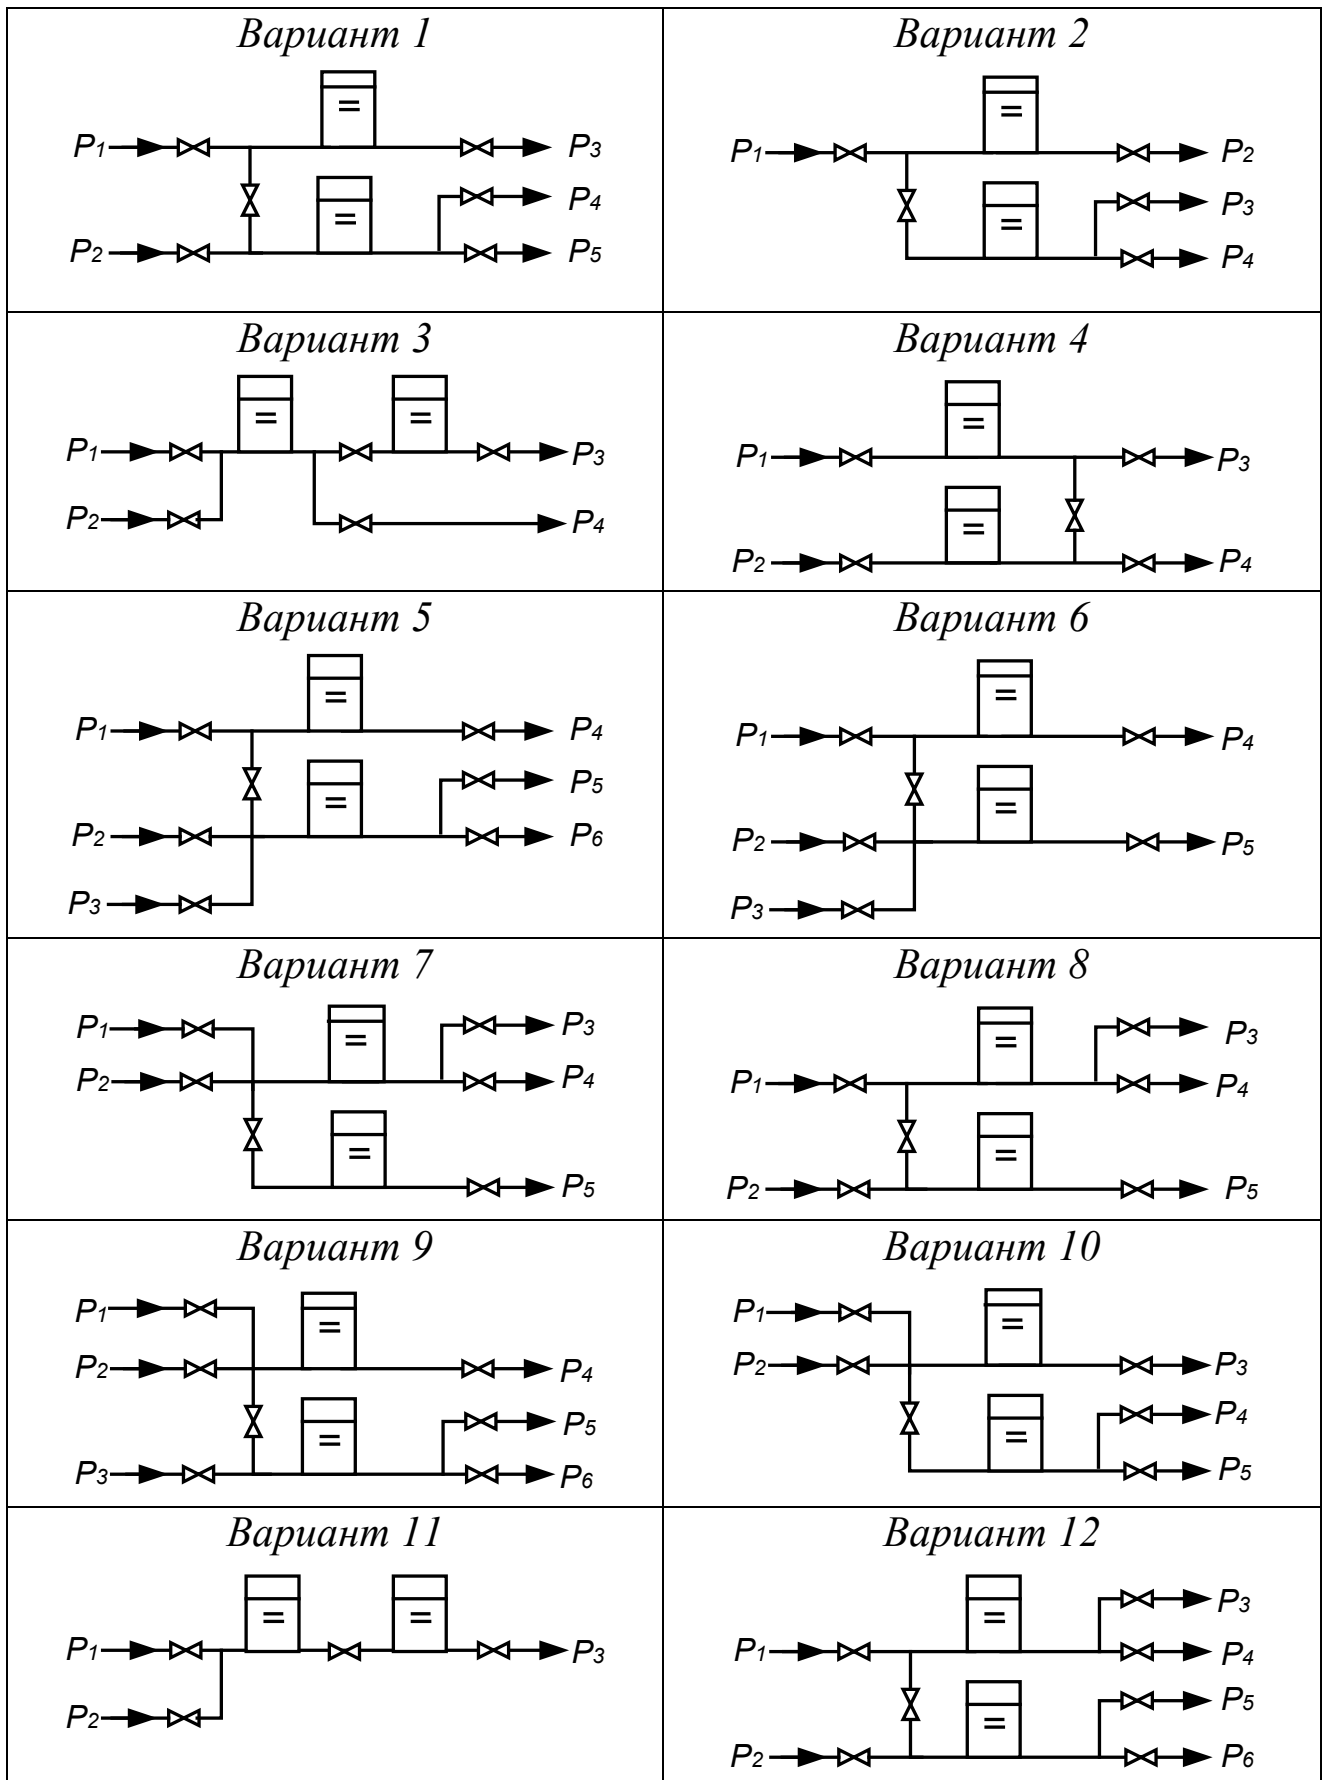 Вариант 1
P1
P3
P4
P2
P5
Вариант 2
P1
P2
P3
P4
Вариант 3
P1
P3
P2
P4
Вариант 4
P1
P3
P2
P4
Вариант 5
P1
P4
P5
P2
P6
P3
Вариант 6
P1
P4
P2
P5
P3
Вариант 7
P1
P3
P2
P4
P5
Вариант 8
P3
P1
P4
P2
P5
Вариант 9
P1
P2
P4
P5
P3
P6
Вариант 10
P1
P2
P3
P4
P5
Вариант 11
P1
P3
P2
Вариант 12
P3
P1
P4
P5
P2
P6